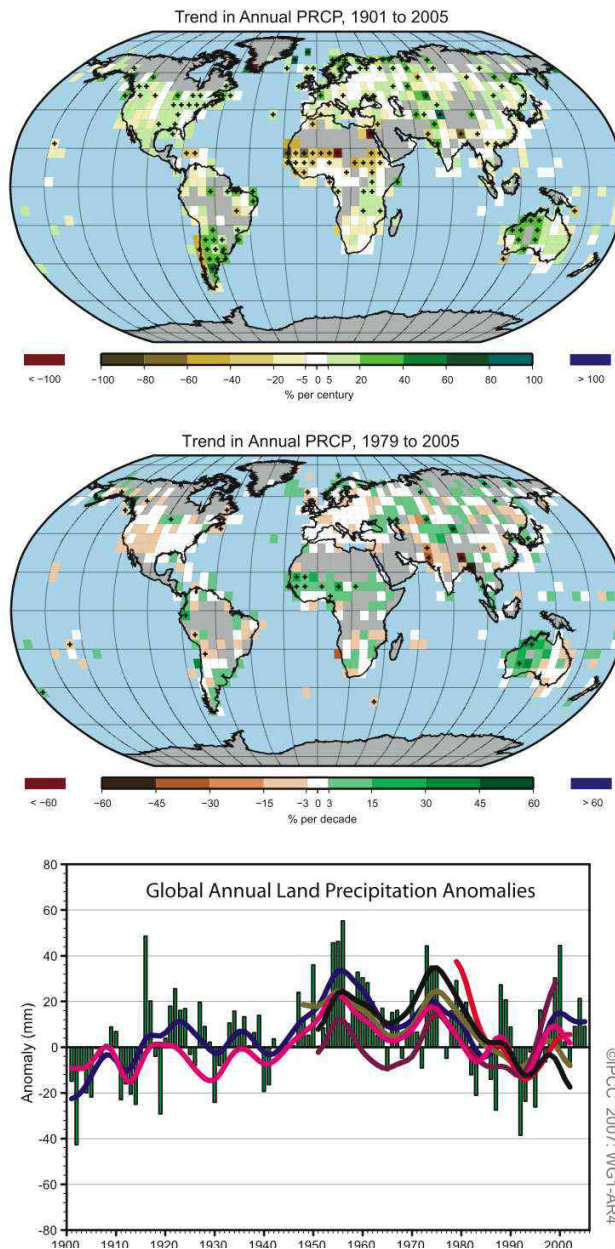 Trend in Annual PRCP, 1901 to 2005
< −100
−100 −80 −60 −40 −20 −5 0 5 20 40 60 80 100
> 100
% per century
Trend in Annual PRCP, 1979 to 2005
< −60
−60 −45 −30 −15 −3 0 3 15 30 45 60
> 60
% per decade
Global Annual Land Precipitation Anomalies
80
60
40
20
0
-20
-40
-60
-80
Anomaly (mm)
1900 1910 1920 1930 1940 1950 1960 1970 1980 1990 2000
©IPCC 2007: WG1-AR4